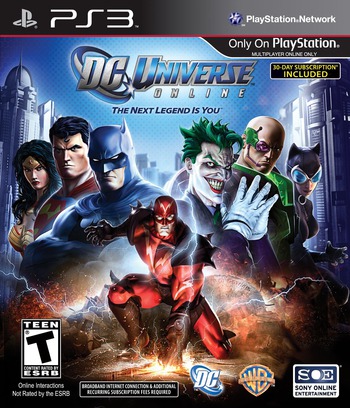 PS3
PlayStation®Network
Only On PlayStation®
MULTIPLAYER ONLINE ONLY
30-DAY SUBSCRIPTION*
INCLUDED
DC UNIVERSE
ONLINE
THE NEXT LEGEND IS YOU™
TEEN
T
CONTENT RATED BY
ESRB
Online Interactions
Not Rated by the ESRB
BROADBAND INTERNET CONNECTION & ADDITIONAL
RECURRING SUBSCRIPTION FEES REQUIRED
DC
WB
SOE
SONY ONLINE
ENTERTAINMENT